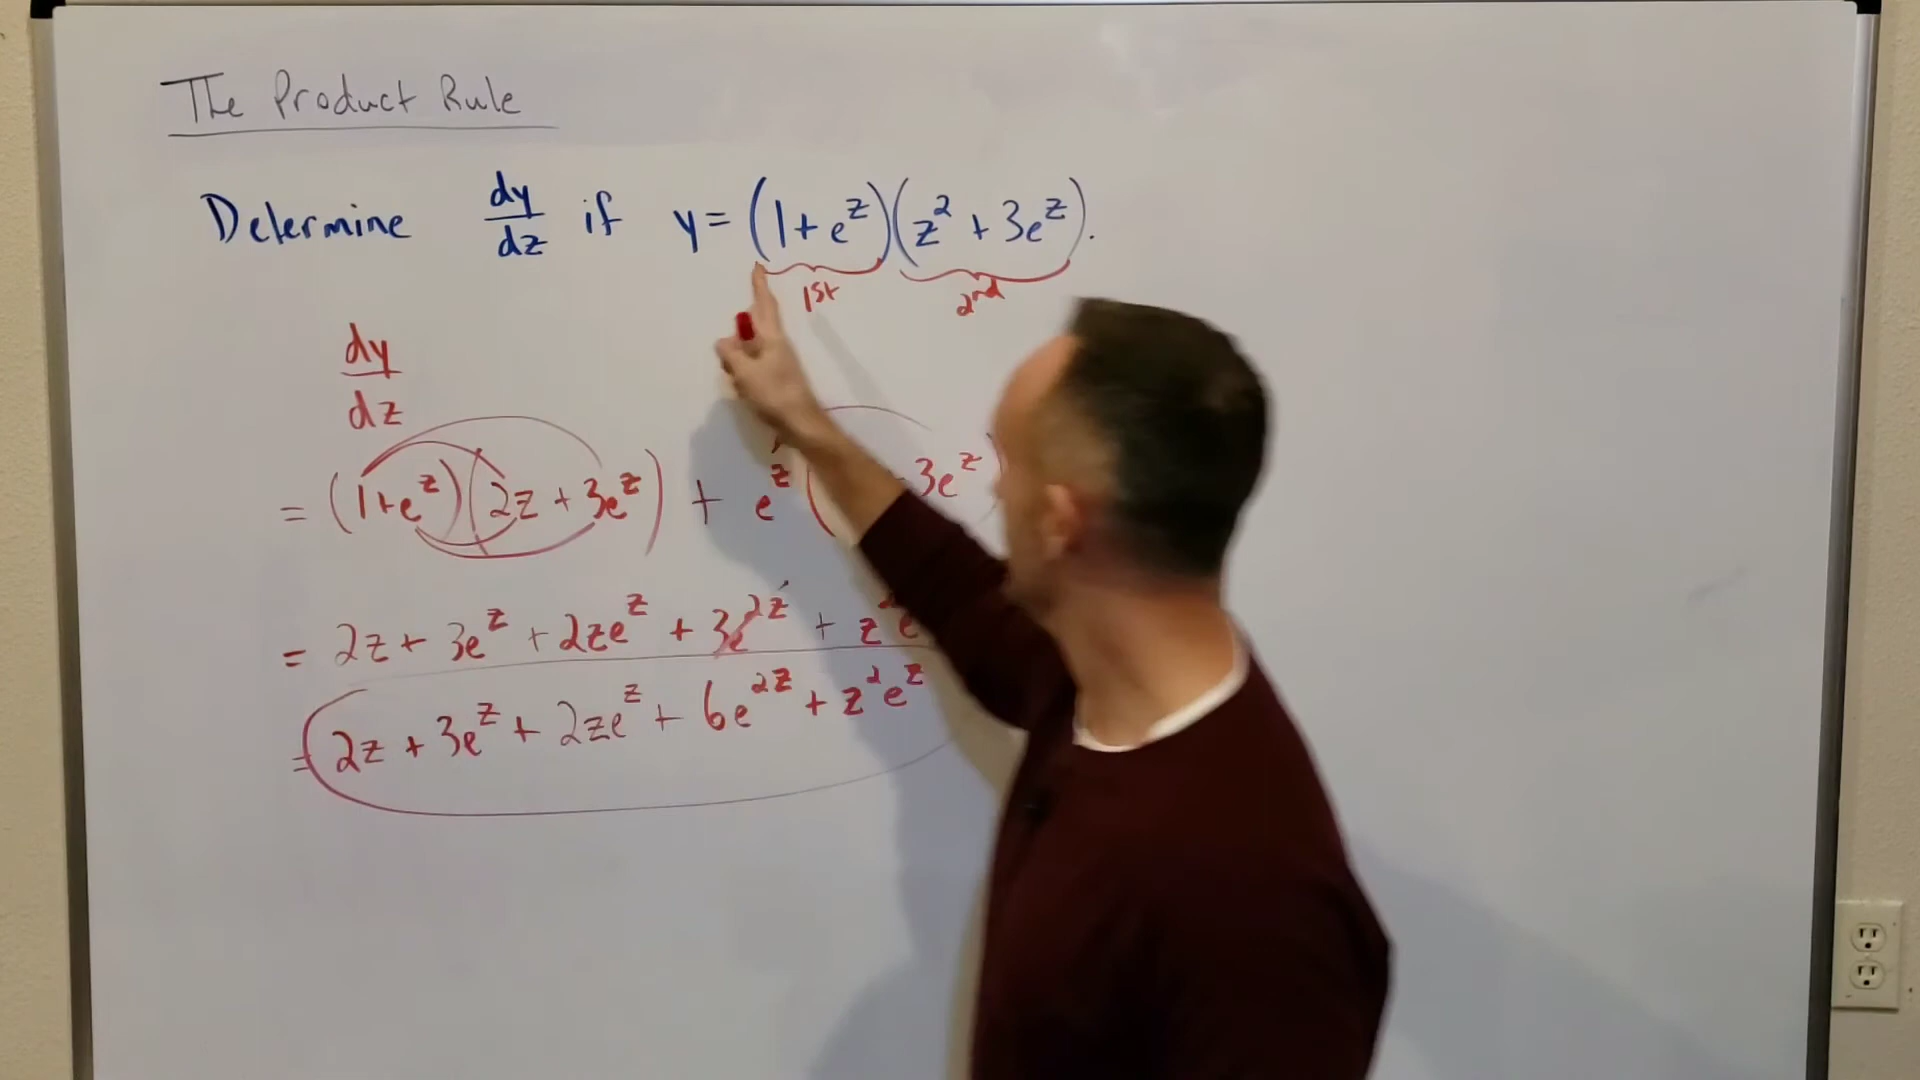 The Product Rule
Determine dy/dz if y = (1 + e^z)(z^2 + 3e^z).
1st 2nd
dy/dz
= (1+e^z)(2z + 3e^z) + e^z ( 3e^z)
= 2z + 3e^z + 2ze^z + 3e^2z + z^2 e
= 2z + 3e^z + 2ze^z + 6e^2z + z^2 e^z